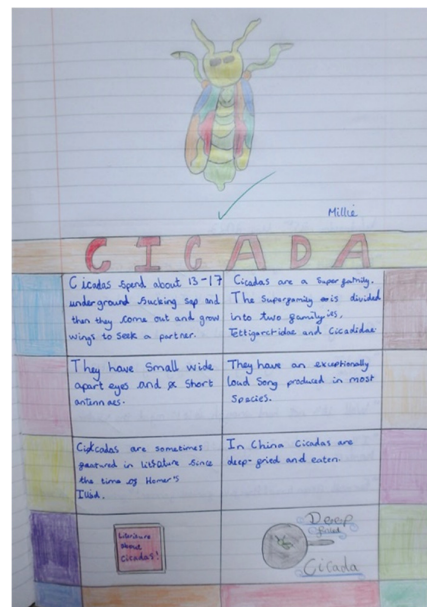 Millie
CICADA
Cicadas spend about 13-17
underground sucking sap and
then they come out and grow
wings to seek a partner.
Cicadas are a superfamily.
The superfamily is divided
into two family ies,
Tettigarctidae and Cicadidae.
They have small wide
apart eyes and short
antinnaes.
They have an exceptionally
loud song produced in most
species.
Cicadas are sometimes
featured in litrature since
the time of Homer's
Iliad.
In China Cicadas are
deep-fried and eaten.
about
Cicadas!
Deep
fried
Cicada